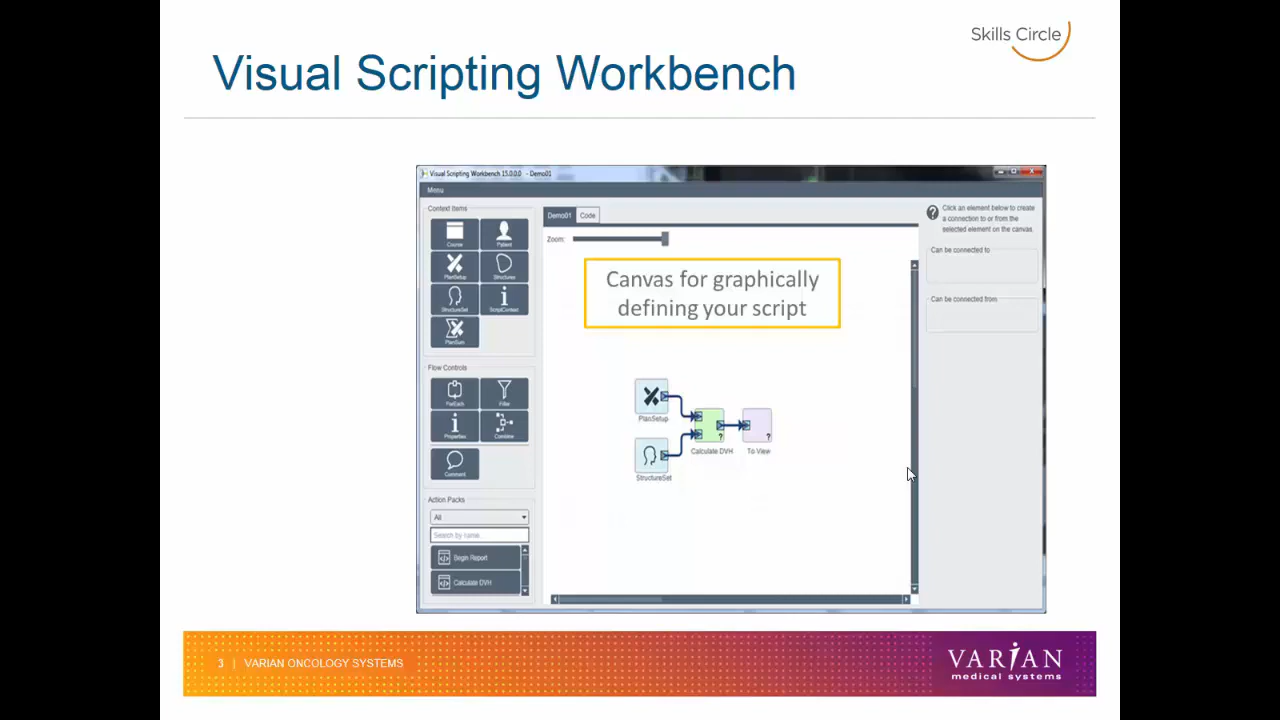 Skills Circle
Visual Scripting Workbench
Visual Scripting Workbench 15.0.0.0 - Demo01
Menu
Context Items
Course
Patient
PlanSetup
Structures
StructureSet
ScriptContext
PlanSum
Flow Controls
ForEach
Filter
Properties
Combine
Comment
Action Packs
All
Search by name
Begin Report
Calculate DVH
Demo01
Code
Zoom:
Canvas for graphically
defining your script
PlanSetup
StructureSet
?
Calculate DVH
?
To View
?
Click an element below to create
a connection to or from the
selected element on the canvas.
Can be connected to
Can be connected from
3 | VARIAN ONCOLOGY SYSTEMS
VARIAN
medical systems